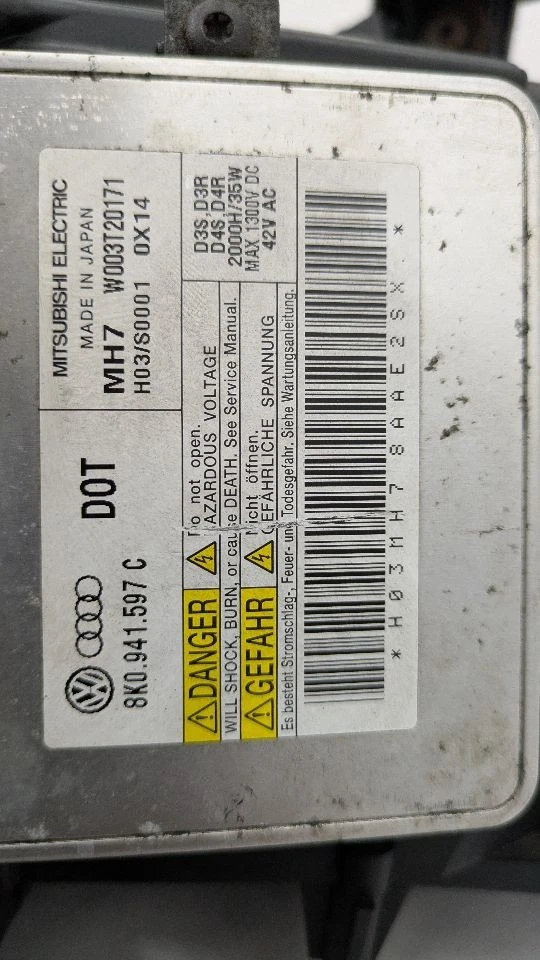 8K0.941.597 C
DOT
MITSUBISHI ELECTRIC
MADE IN JAPAN
MH7 W003T20171
H03/S0001 0X14
DANGER
Do not open.
HAZARDOUS VOLTAGE
WILL SHOCK, BURN, or cause DEATH. See Service Manual.
GEFAHR
Nicht öffnen.
GEFÄHRLICHE SPANNUNG
Es besteht Stromschlag-, Feuer- und Todesgefahr. Siehe Wartungsanleitung.
D3S,D3R
D4S,D4R
2000H/35W
MAX 1300V DC
42V AC
*H03MH78AAE2SX.*